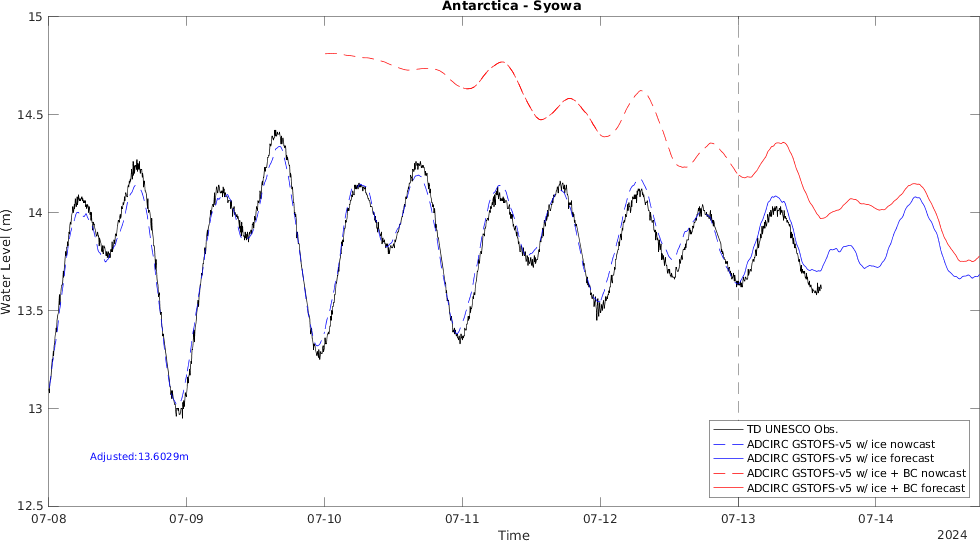 Antarctica - Syowa
15
14.5
14
13.5
13
12.5
Water Level (m)
Adjusted:13.6029m
TD UNESCO Obs.
ADCIRC GSTOFS-v5 w/ ice nowcast
ADCIRC GSTOFS-v5 w/ ice forecast
ADCIRC GSTOFS-v5 w/ ice + BC nowcast
ADCIRC GSTOFS-v5 w/ ice + BC forecast
07-08 07-09 07-10 07-11 07-12 07-13 07-14
Time
2024